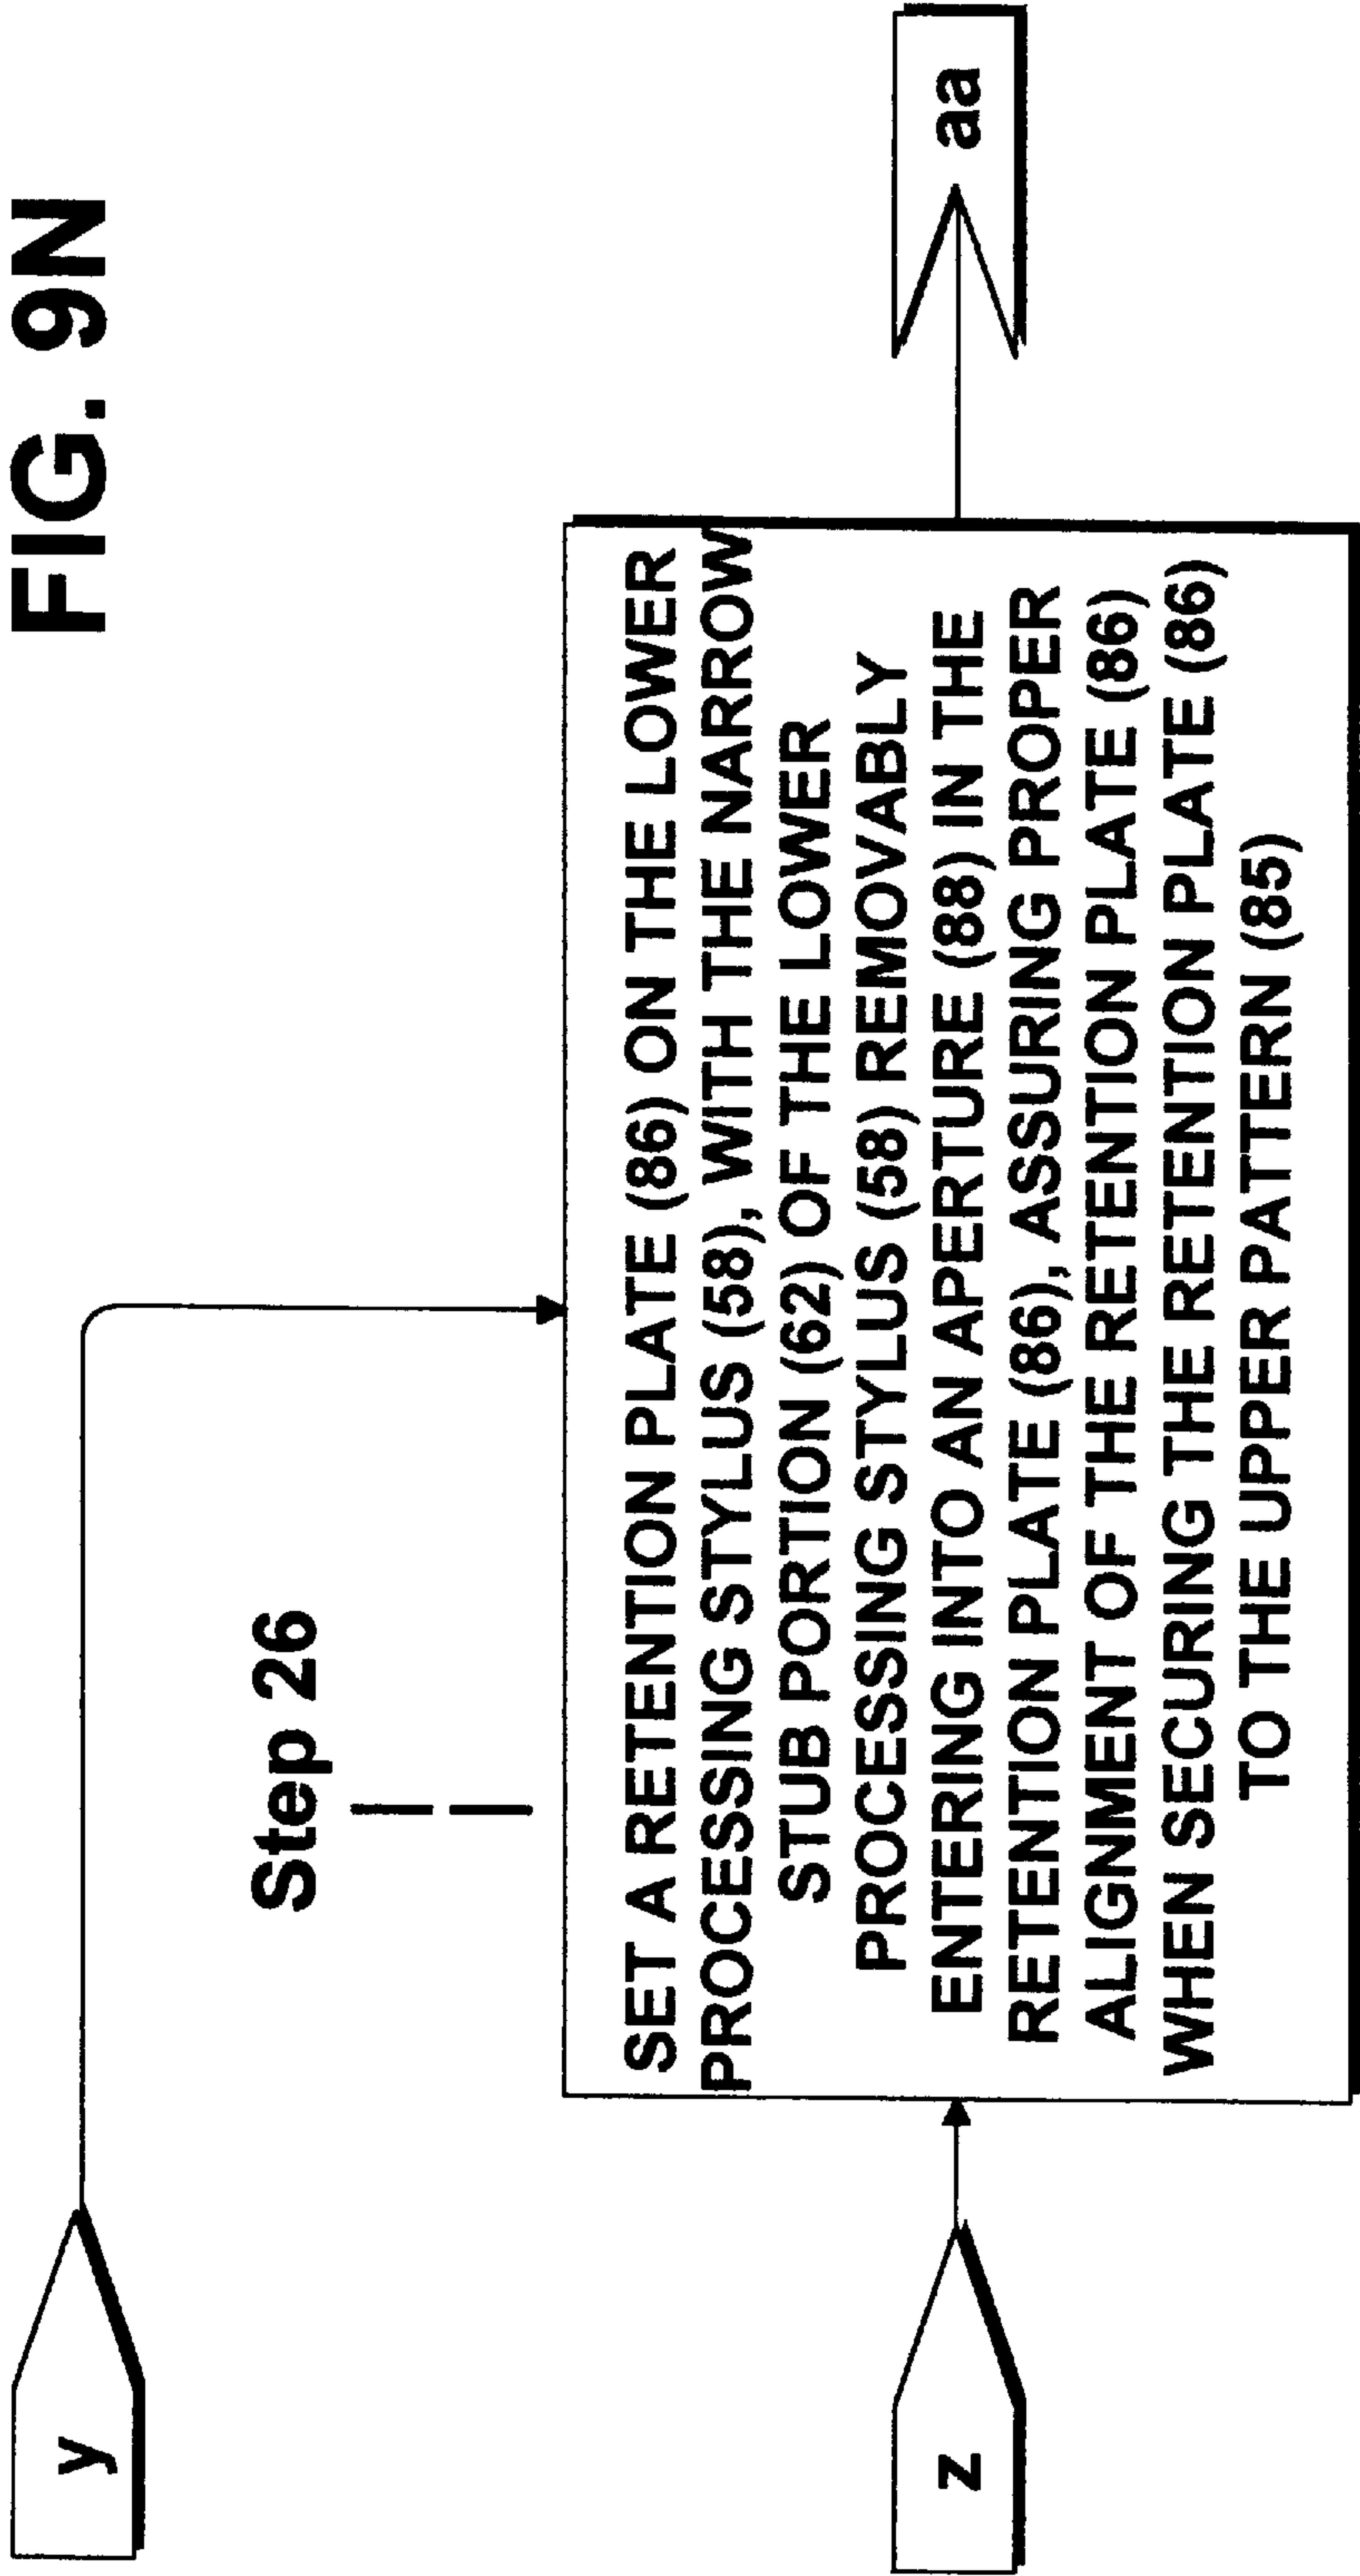 FIG. 9N
y
Step 26
SET A RETENTION PLATE (86) ON THE LOWER
PROCESSING STYLUS (58), WITH THE NARROW
STUB PORTION (62) OF THE LOWER
PROCESSING STYLUS (58) REMOVABLY
ENTERING INTO AN APERTURE (88) IN THE
RETENTION PLATE (86), ASSURING PROPER
ALIGNMENT OF THE RETENTION PLATE (86)
WHEN SECURING THE RETENTION PLATE (86)
TO THE UPPER PATTERN (85)
z
aa